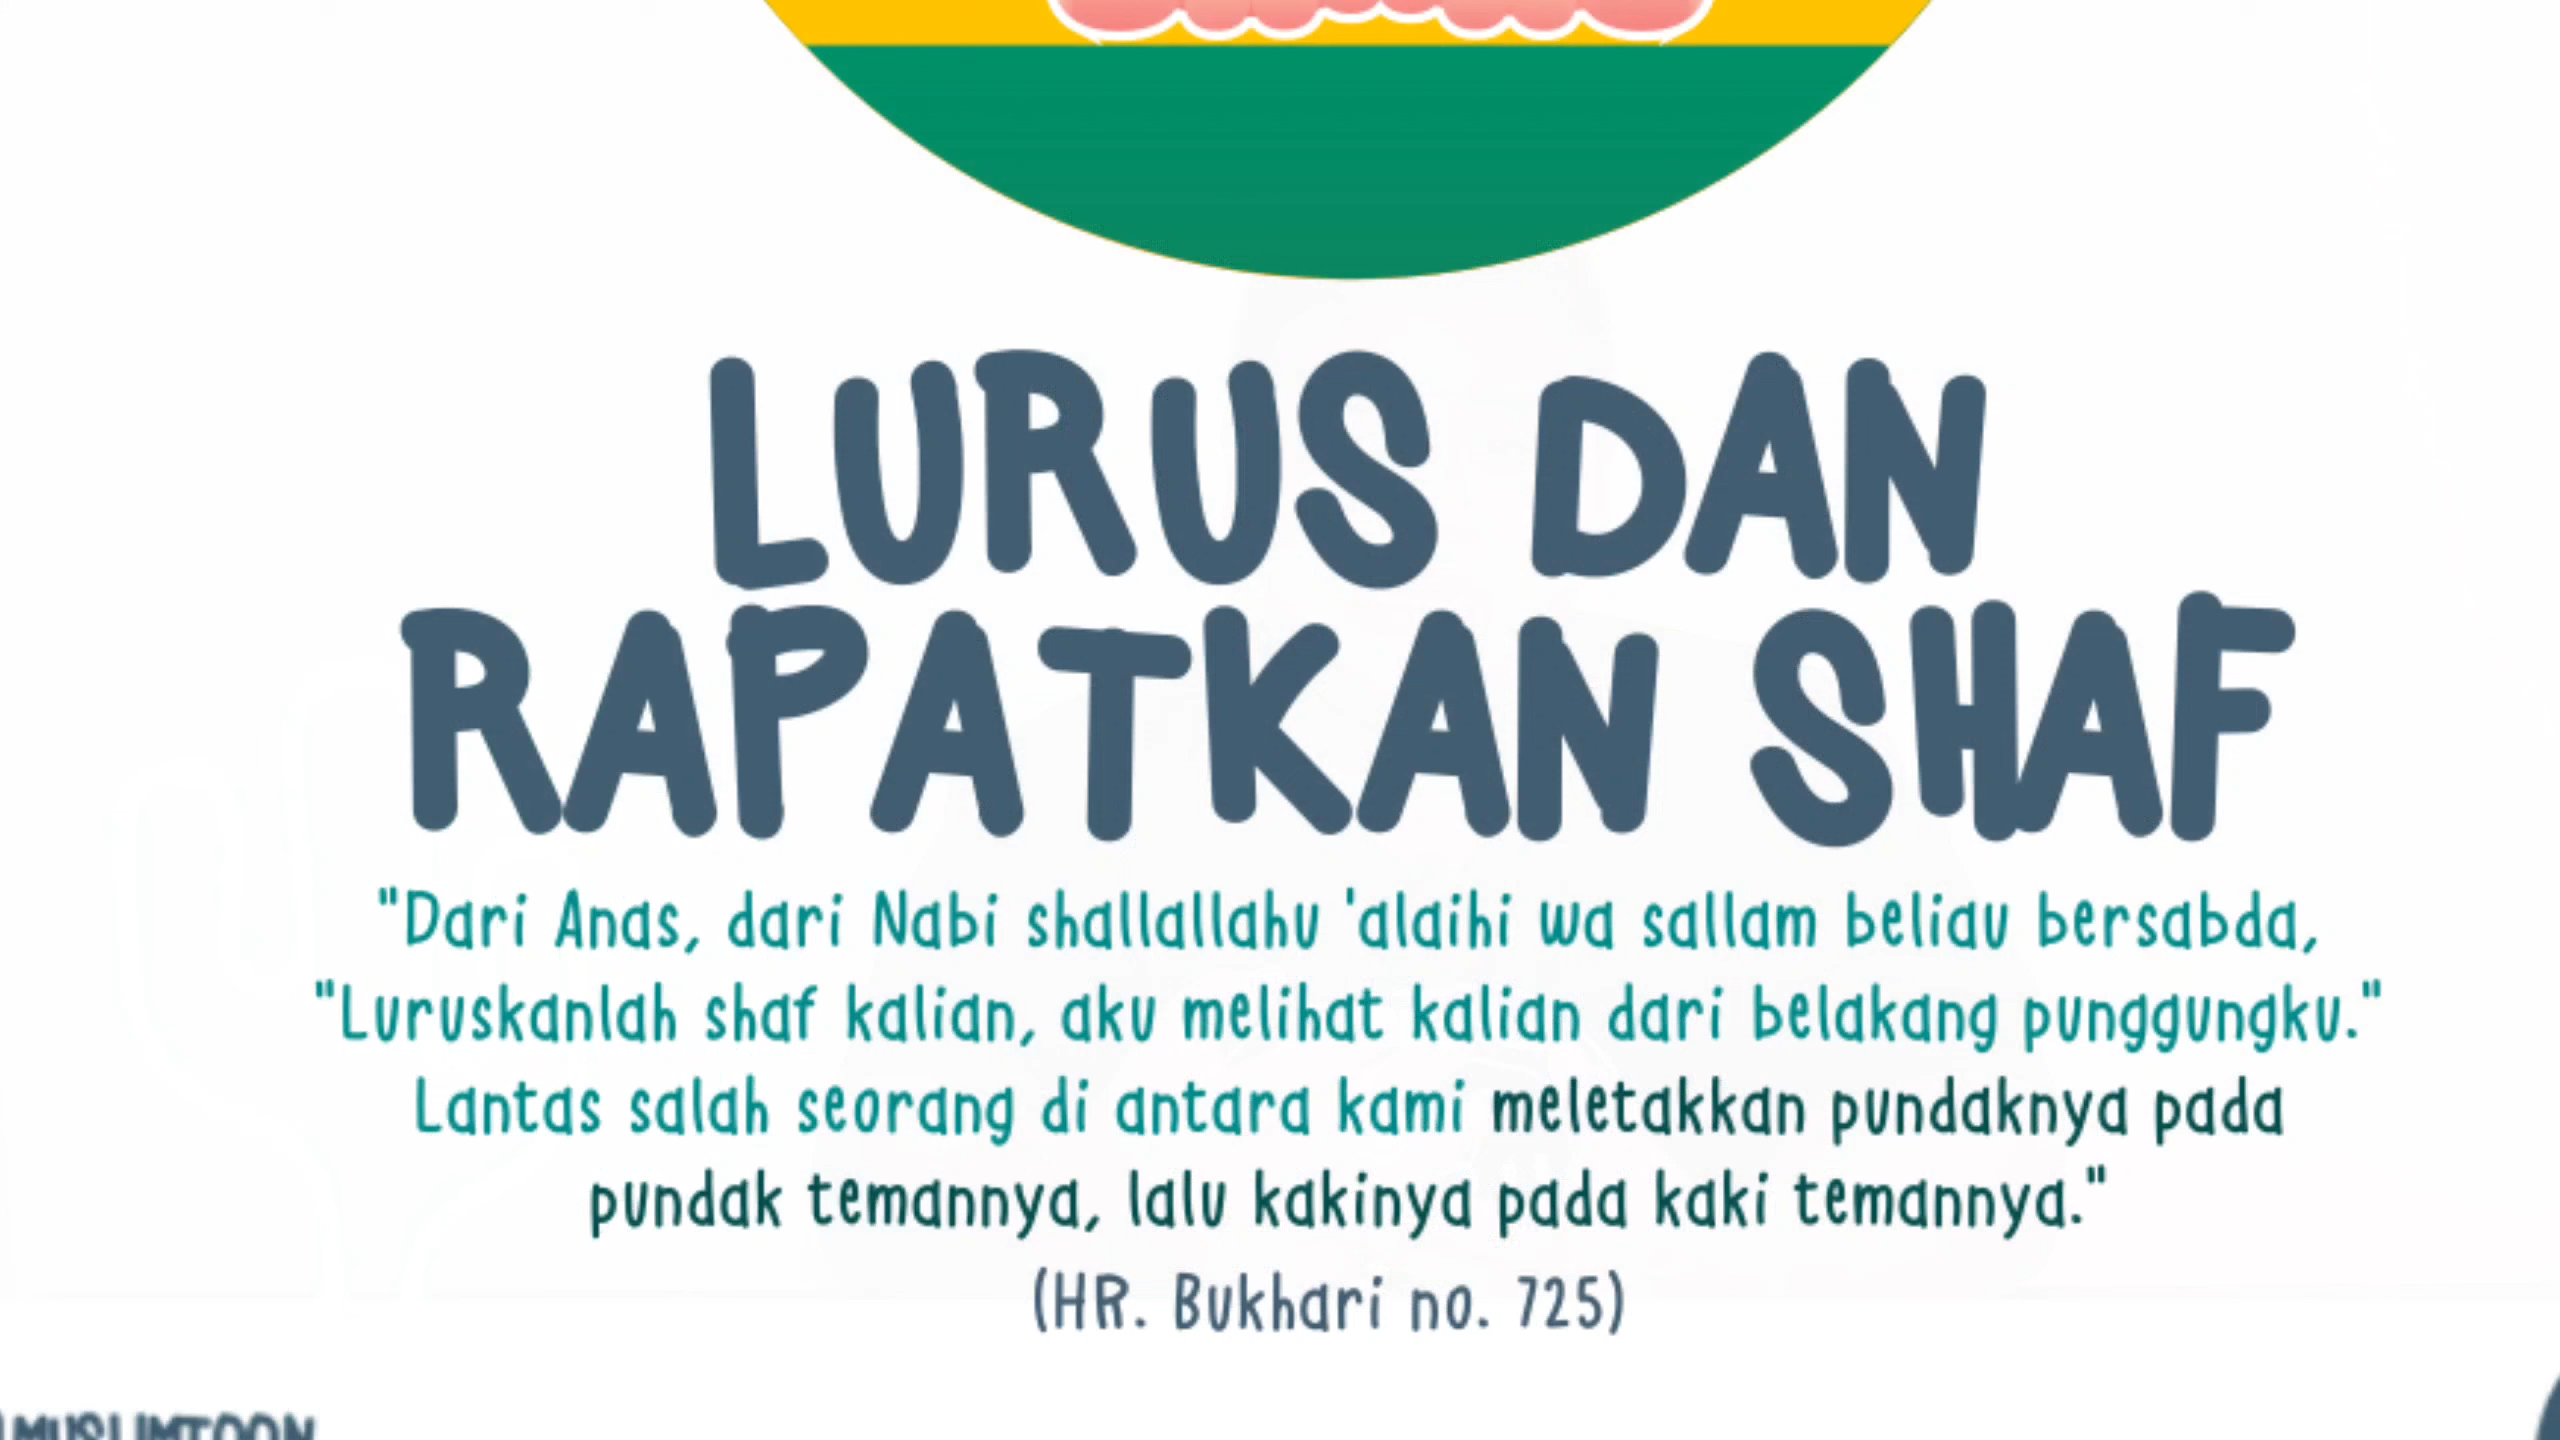 LURUS DAN
RAPATKAN SHAF
"Dari Anas, dari Nabi shallallahu 'alaihi wa sallam beliau bersabda,
"Luruskanlah shaf kalian, aku melihat kalian dari belakang punggungku."
Lantas salah seorang di antara kami meletakkan pundaknya pada
pundak temannya, lalu kakinya pada kaki temannya."
(HR. Bukhari no. 725)
MUSLIMTOON